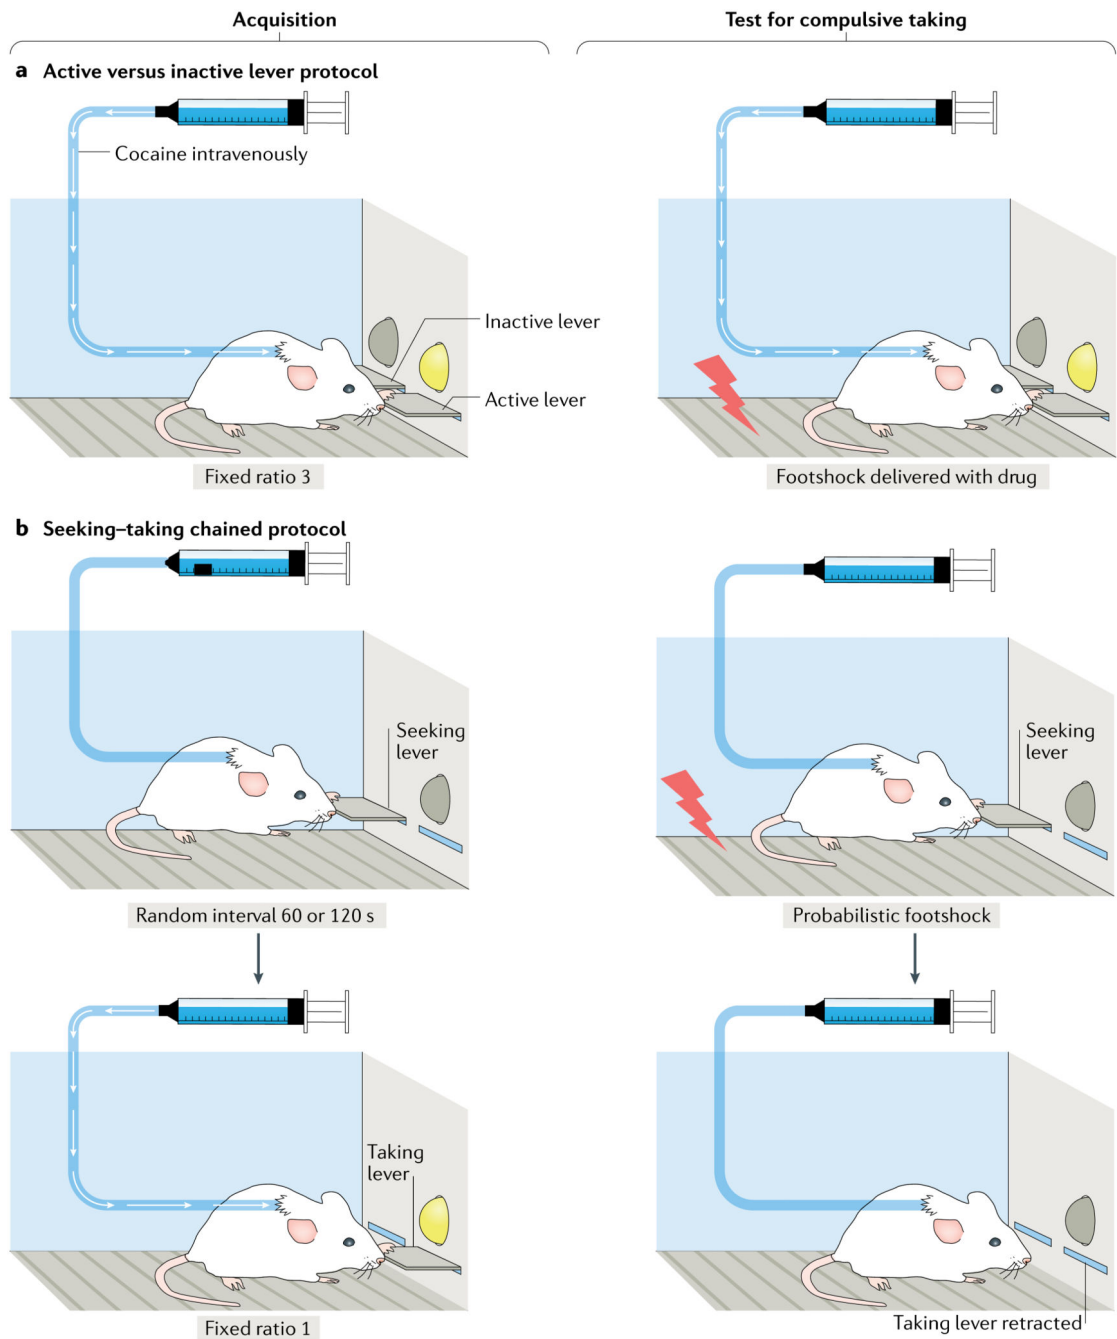 Acquisition
Test for compulsive taking
a Active versus inactive lever protocol
Cocaine intravenously
Inactive lever
Active lever
Fixed ratio 3
Footshock delivered with drug
b Seeking–taking chained protocol
Seeking
lever
Seeking
lever
Random interval 60 or 120 s
Probabilistic footshock
Taking
lever
Fixed ratio 1
Taking lever retracted